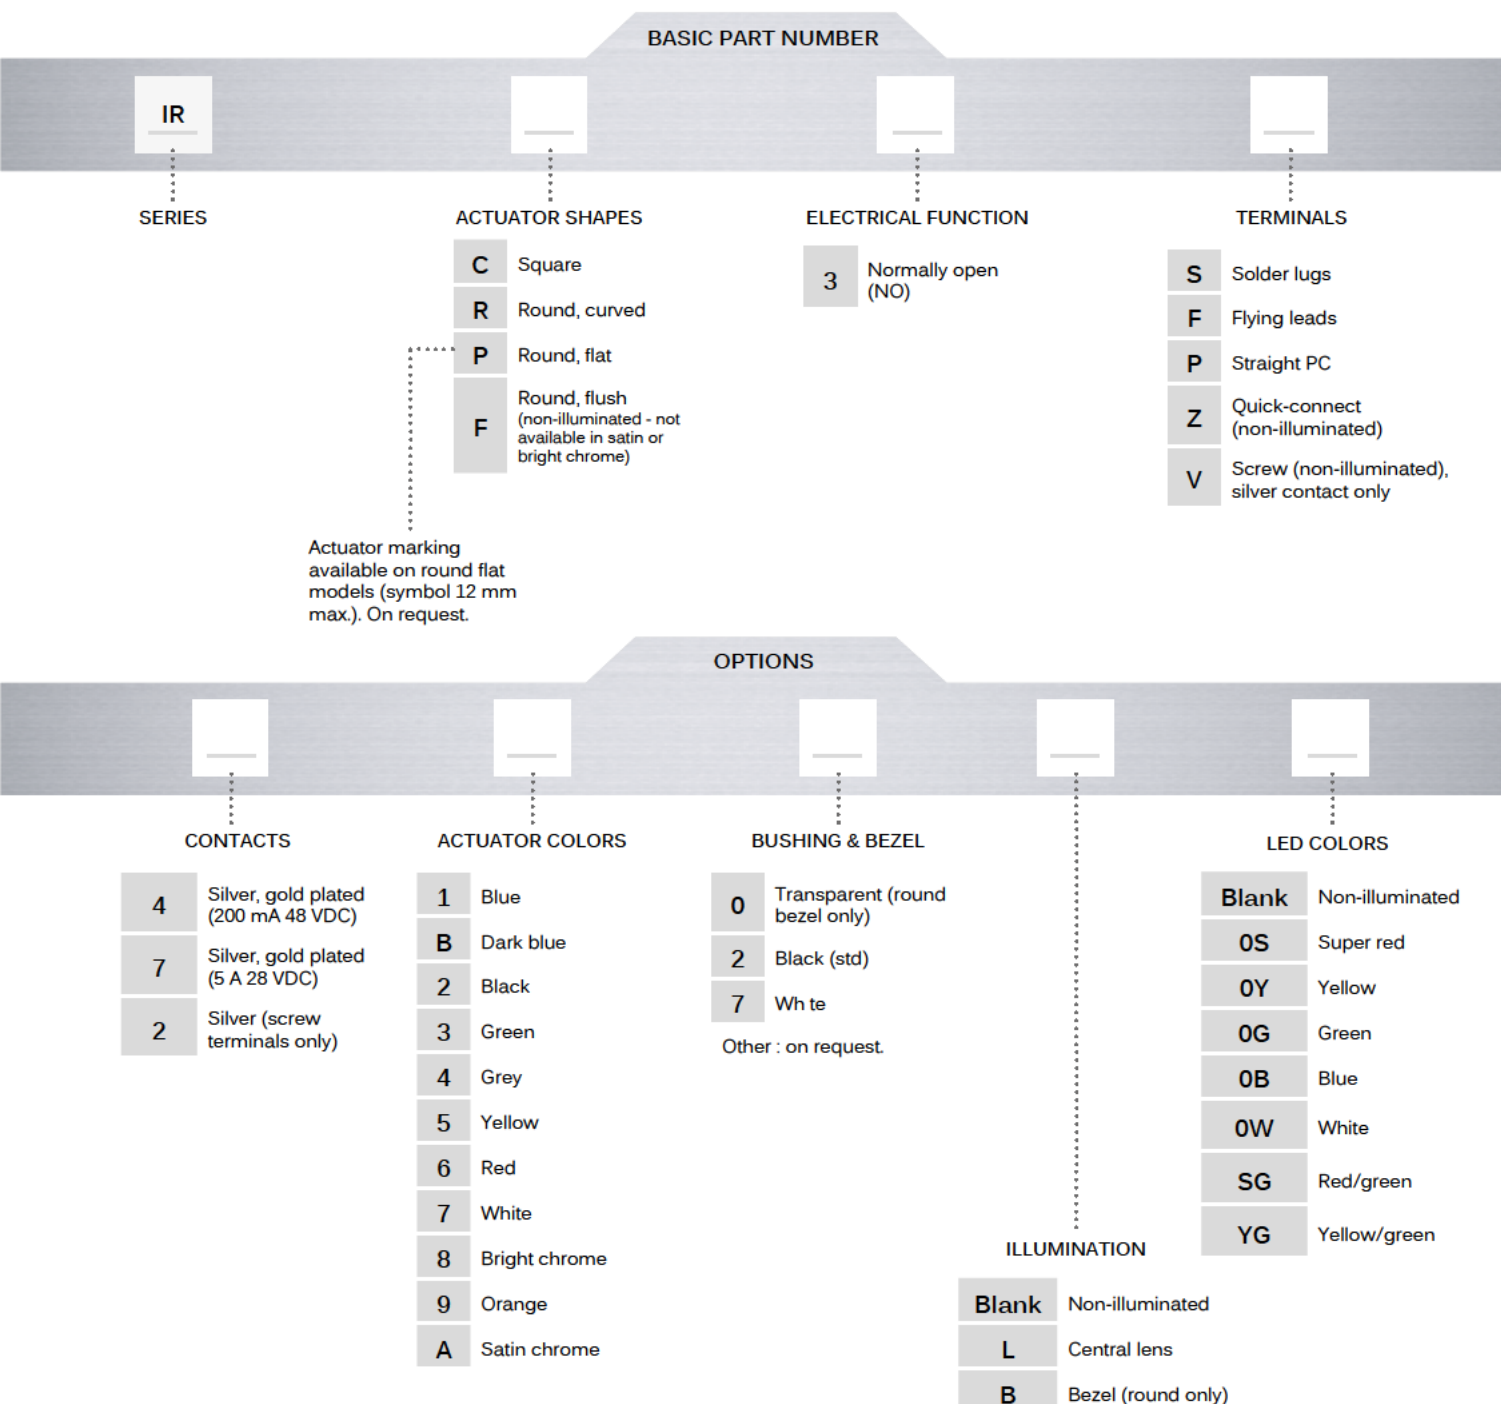 BASIC PART NUMBER
IR
SERIES
ACTUATOR SHAPES
C Square
R Round, curved
P Round, flat
F Round, flush
(non-illuminated - not
available in satin or
bright chrome)
Actuator marking
available on round flat
models (symbol 12 mm
max.). On request.
ELECTRICAL FUNCTION
3 Normally open
(NO)
TERMINALS
S Solder lugs
F Flying leads
P Straight PC
Z Quick-connect
(non-illuminated)
V Screw (non-illuminated),
silver contact only
OPTIONS
CONTACTS
4 Silver, gold plated
(200 mA 48 VDC)
7 Silver, gold plated
(5 A 28 VDC)
2 Silver (screw
terminals only)
ACTUATOR COLORS
1 Blue
B Dark blue
2 Black
3 Green
4 Grey
5 Yellow
6 Red
7 White
8 Bright chrome
9 Orange
A Satin chrome
BUSHING & BEZEL
0 Transparent (round
bezel only)
2 Black (std)
7 Wh te
Other : on request.
ILLUMINATION
Blank Non-illuminated
L Central lens
B Bezel (round only)
LED COLORS
Blank Non-illuminated
0S Super red
0Y Yellow
0G Green
0B Blue
0W White
SG Red/green
YG Yellow/green